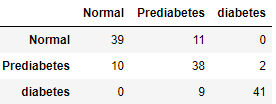 Normal Prediabetes diabetes
Normal 39 11 0
Prediabetes 10 38 2
diabetes 0 9 41